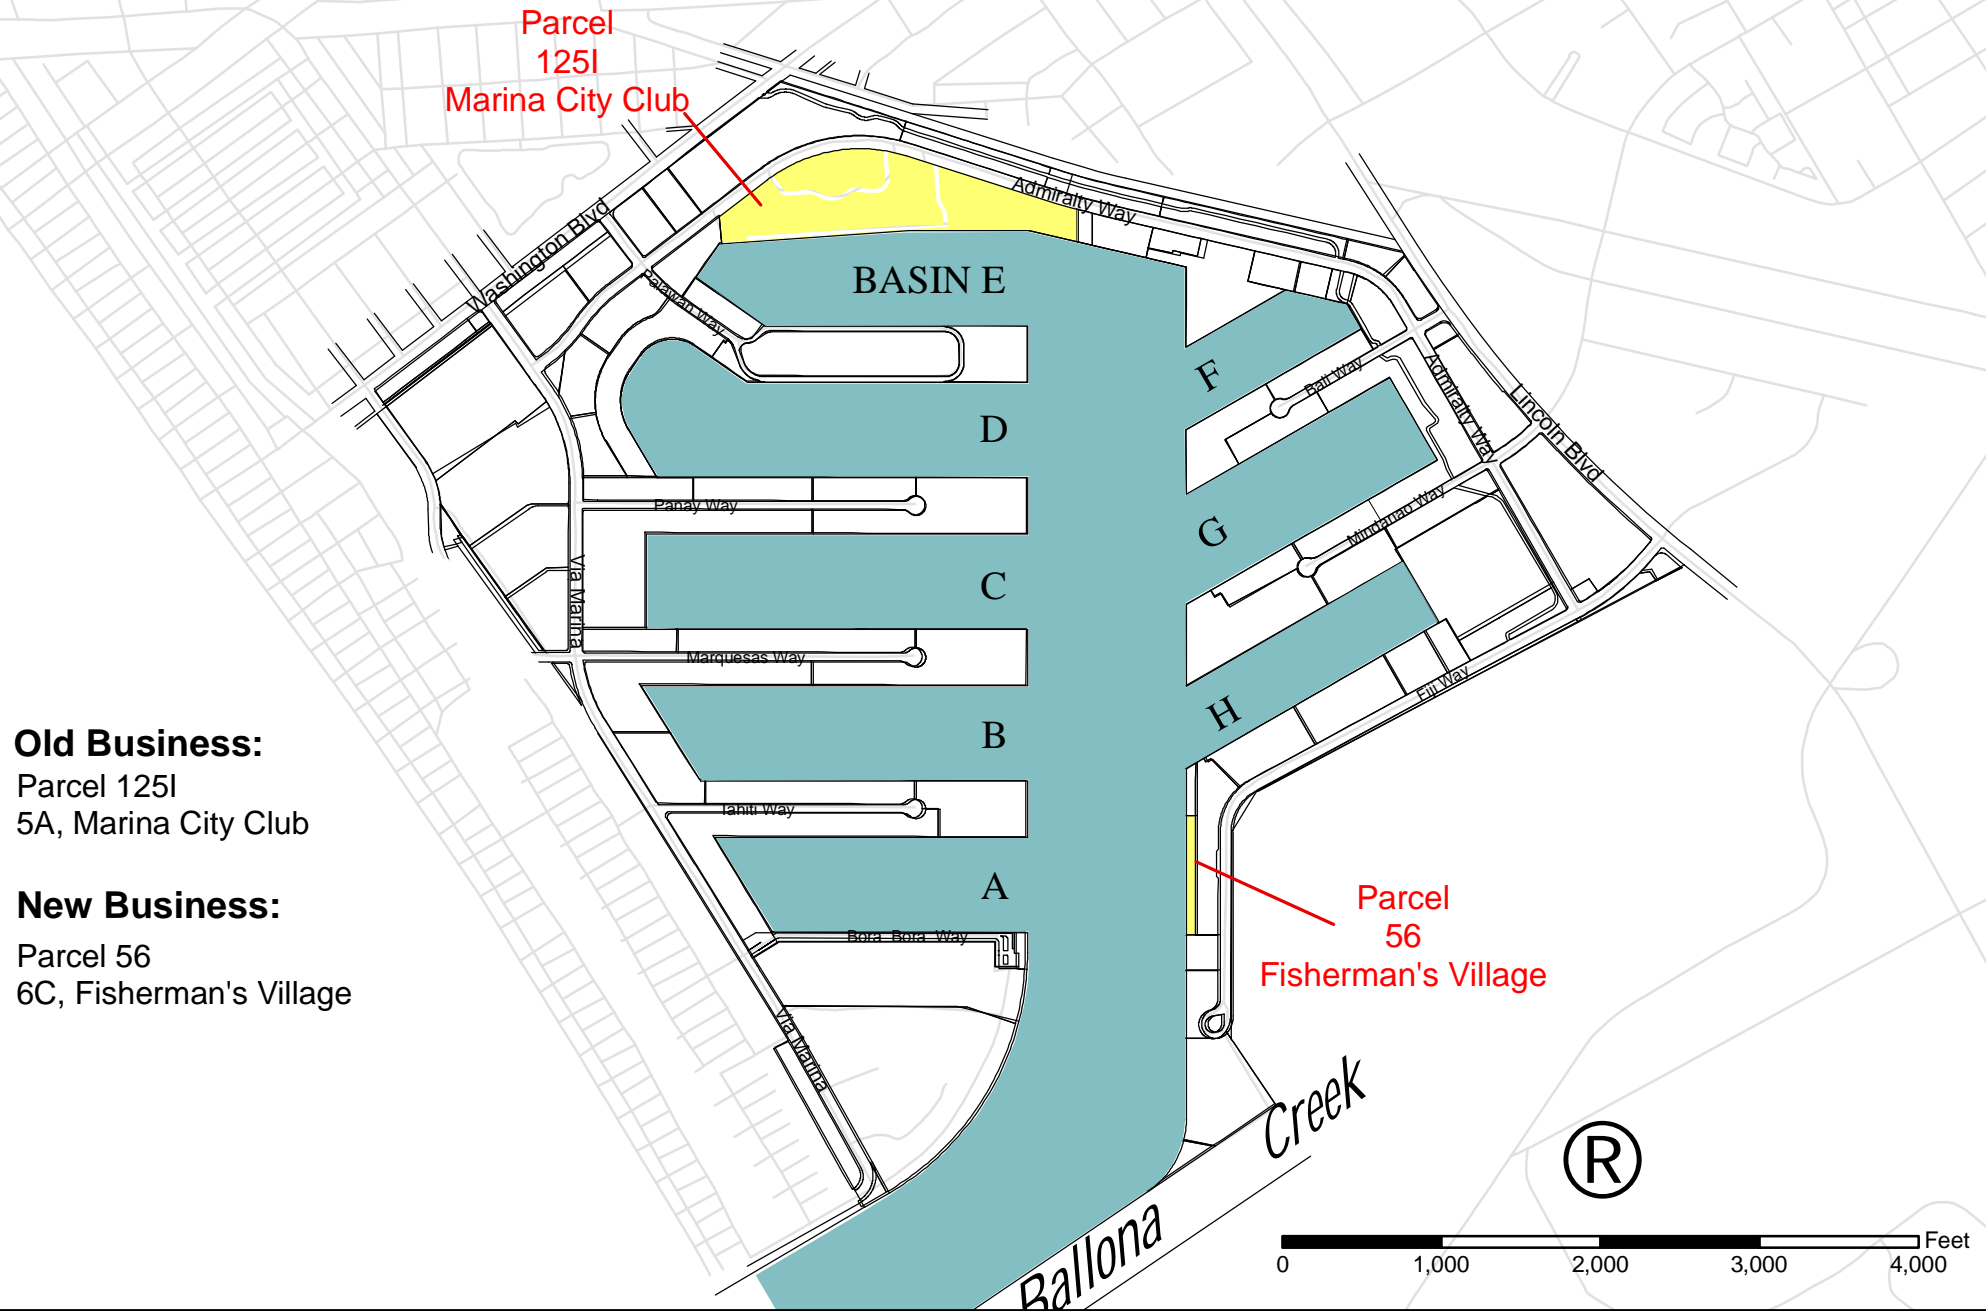 Parcel
125I
Marina City Club
Washington Blvd
Admiralty Way
Palawan Way
BASIN E
F
Bali Way
Admiralty Way
Lincoln Blvd
D
Panay Way
G
Mindanao Way
C
Via Marina
Marquesas Way
Fiji Way
H
B
Old Business:
Parcel 125I
5A, Marina City Club
Tahiti Way
A
New Business:
Parcel 56
6C, Fisherman's Village
Parcel
56
Fisherman's Village
Bora Bora Way
Via Marina
Ballona Creek
®
0 1,000 2,000 3,000 4,000 Feet